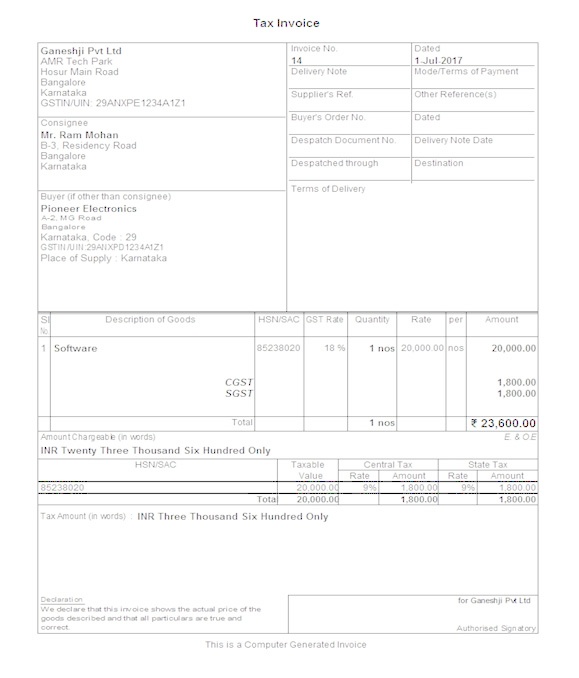 Tax Invoice
Ganeshji Pvt Ltd
AMR Tech Park
Hosur Main Road
Bangalore
Karnataka
GSTIN/UIN: 29ANXPE1234A1Z1
Invoice No.
14
Dated
1-Jul-2017
Delivery Note
Mode/Terms of Payment
Supplier's Ref.
Other Reference(s)
Consignee
Mr. Ram Mohan
B-3, Residency Road
Bangalore
Karnataka
Buyer's Order No.
Dated
Despatch Document No.
Delivery Note Date
Despatched through
Destination
Buyer (if other than consignee)
Pioneer Electronics
A-2, MG Road
Bangalore
Karnataka, Code : 29
GSTIN/UIN:29ANXPD1234A1Z1
Place of Supply : Karnataka
Terms of Delivery
Sl No. Description of Goods HSN/SAC GST Rate Quantity Rate per Amount
1 Software 85238020 18 % 1 nos 20,000.00 nos 20,000.00
CGST 1,800.00
SGST 1,800.00
Total 1 nos ₹ 23,600.00
Amount Chargeable (in words) E. & O.E
INR Twenty Three Thousand Six Hundred Only
HSN/SAC Taxable Central Tax State Tax
Value Rate Amount Rate Amount
85238020 20,000.00 9% 1,800.00 9% 1,800.00
Total 20,000.00 1,800.00 1,800.00
Tax Amount (in words) : INR Three Thousand Six Hundred Only
Declaration
We declare that this invoice shows the actual price of the
goods described and that all particulars are true and
correct.
for Ganeshji Pvt Ltd
Authorised Signatory
This is a Computer Generated Invoice